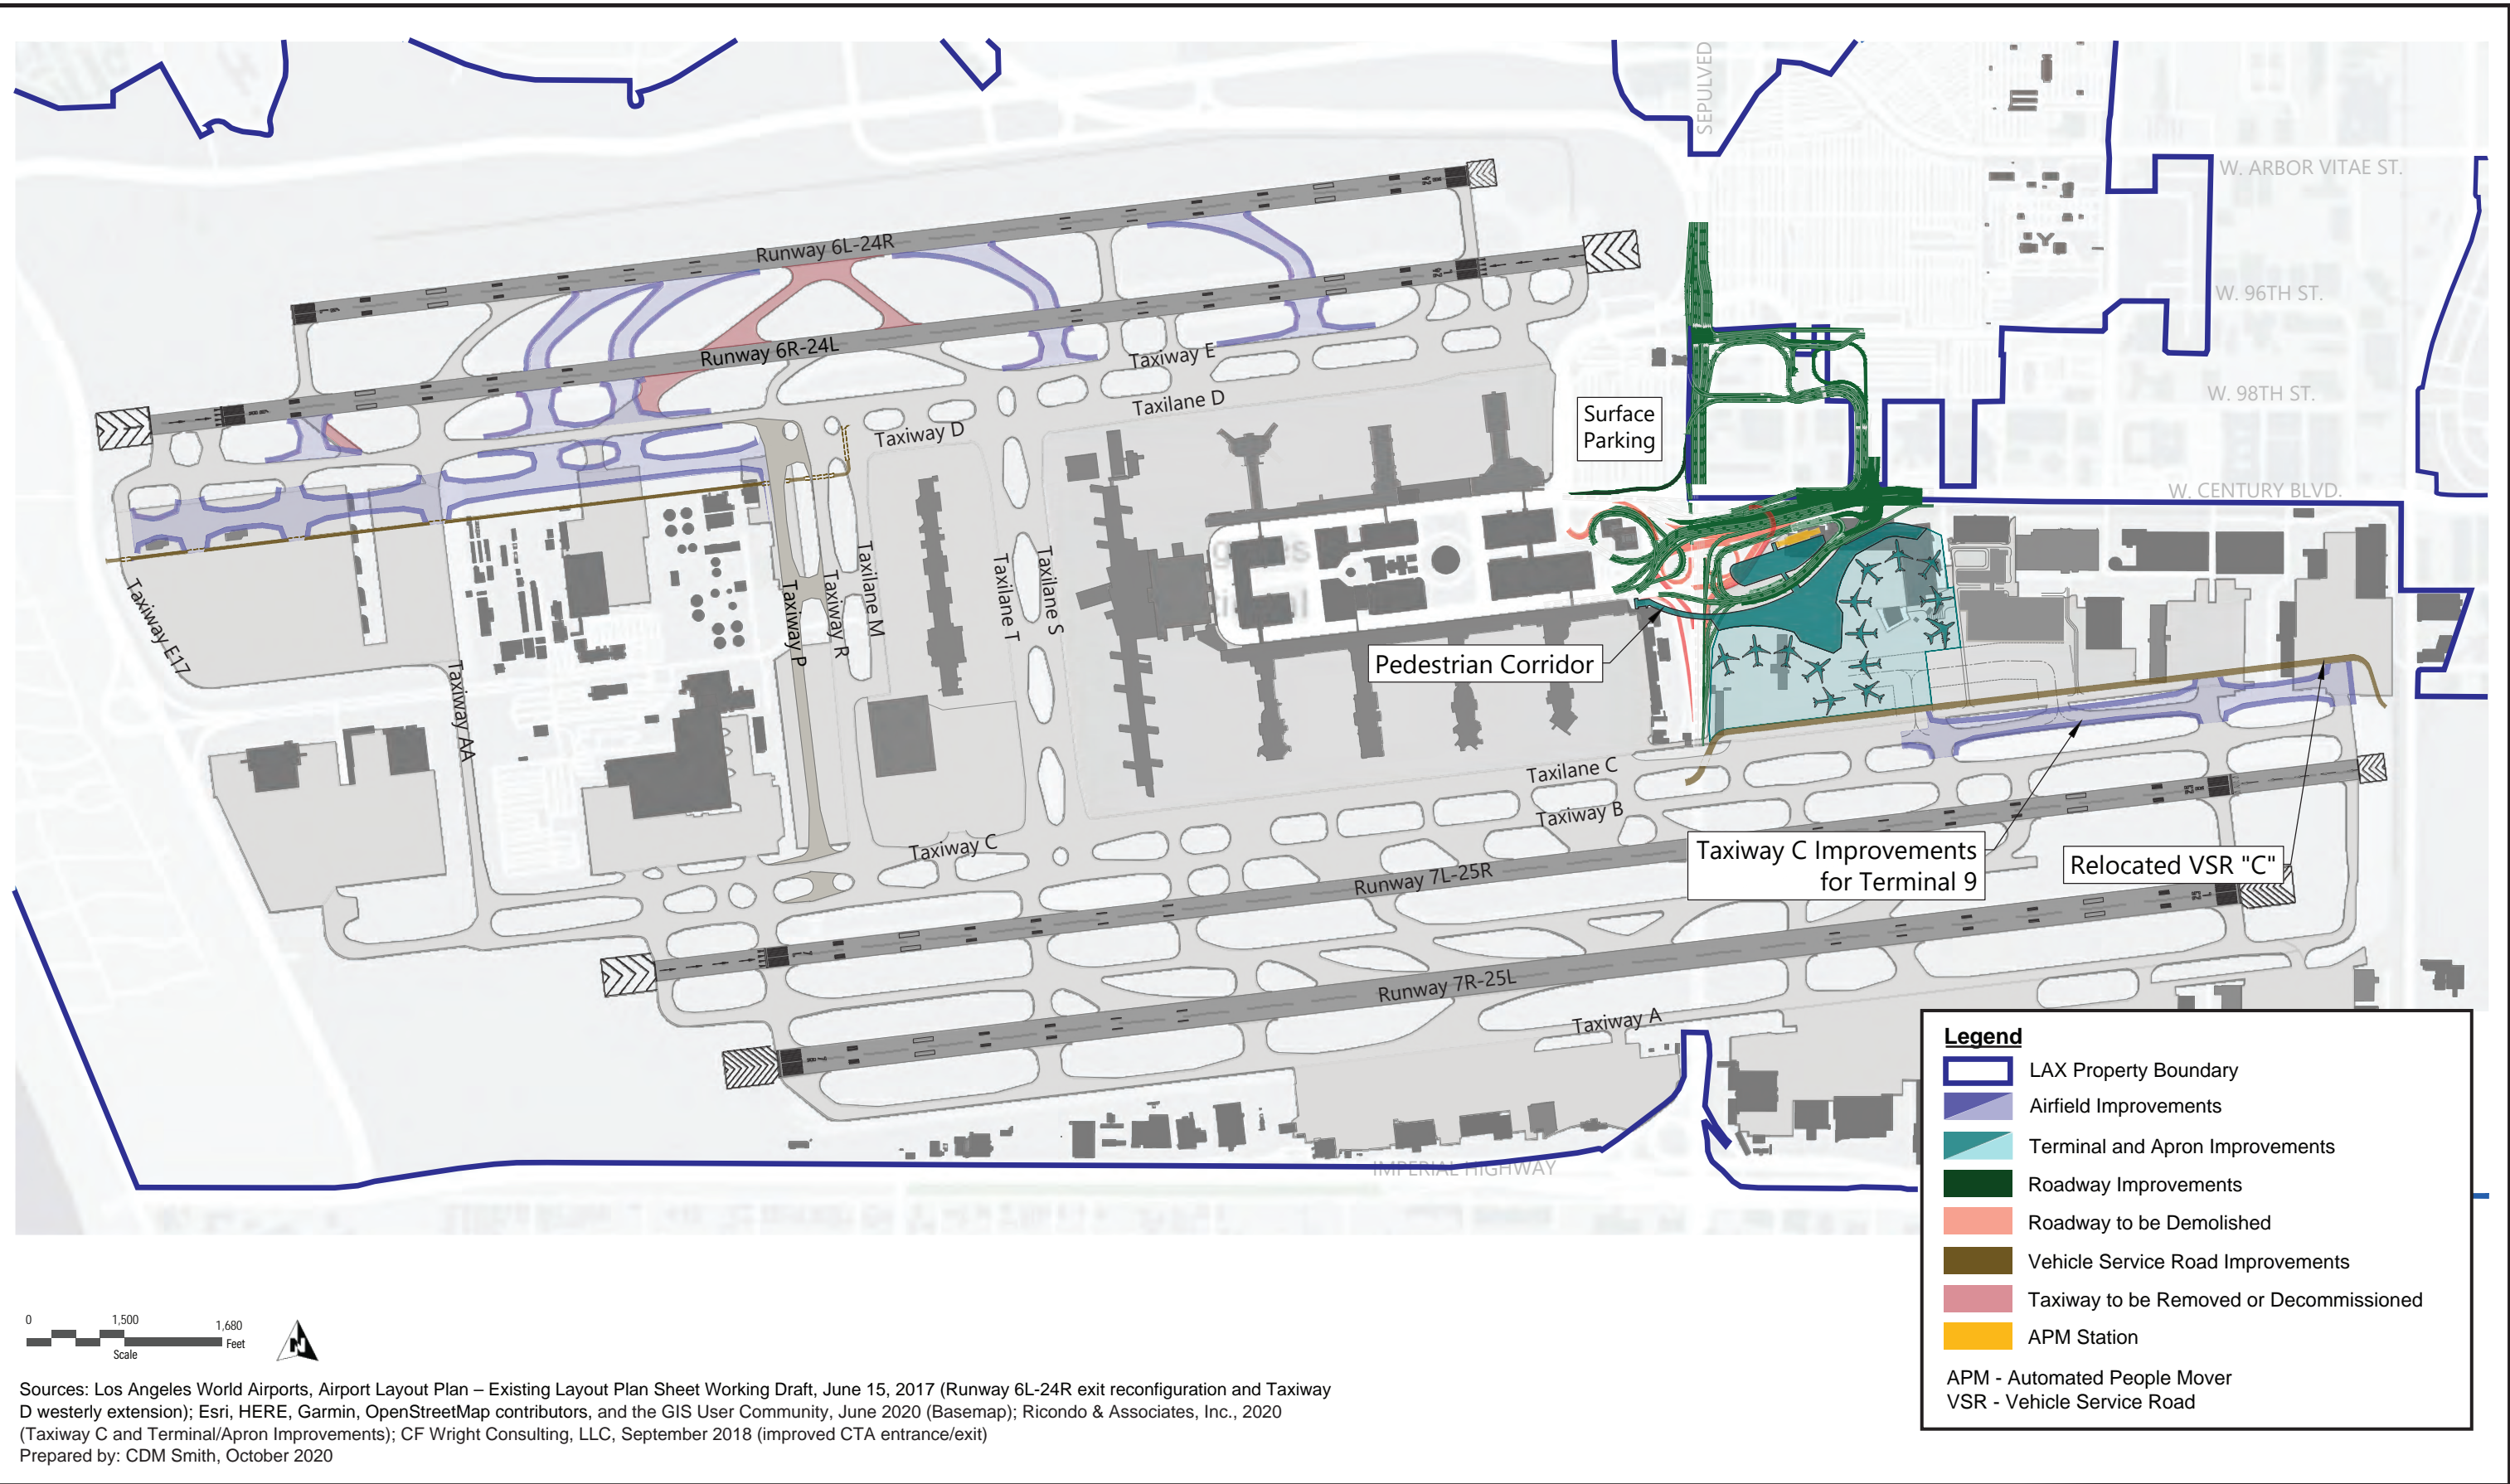 SEPULVED
W. ARBOR VITAE ST.
W. 96TH ST.
W. 98TH ST.
W. CENTURY BLVD.
Runway 6L-24R
Runway 6R-24L
Taxiway E
Taxilane D
Taxiway D
Surface
Parking
Taxiway E17
Taxiway AA
Taxiway P
Taxiway R
Taxilane M
Taxilane T
Taxilane S
Pedestrian Corridor
Taxilane C
Taxiway B
Taxiway C
Taxiway C Improvements
for Terminal 9
Relocated VSR "C"
Runway 7L-25R
Runway 7R-25L
Taxiway A
IMPERIAL HIGHWAY
Legend
LAX Property Boundary
Airfield Improvements
Terminal and Apron Improvements
Roadway Improvements
Roadway to be Demolished
Vehicle Service Road Improvements
Taxiway to be Removed or Decommissioned
APM Station
APM - Automated People Mover
VSR - Vehicle Service Road
0 1,500 1,680
Feet
Scale
N
Sources: Los Angeles World Airports, Airport Layout Plan – Existing Layout Plan Sheet Working Draft, June 15, 2017 (Runway 6L-24R exit reconfiguration and Taxiway
D westerly extension); Esri, HERE, Garmin, OpenStreetMap contributors, and the GIS User Community, June 2020 (Basemap); Ricondo & Associates, Inc., 2020
(Taxiway C and Terminal/Apron Improvements); CF Wright Consulting, LLC, September 2018 (improved CTA entrance/exit)
Prepared by: CDM Smith, October 2020